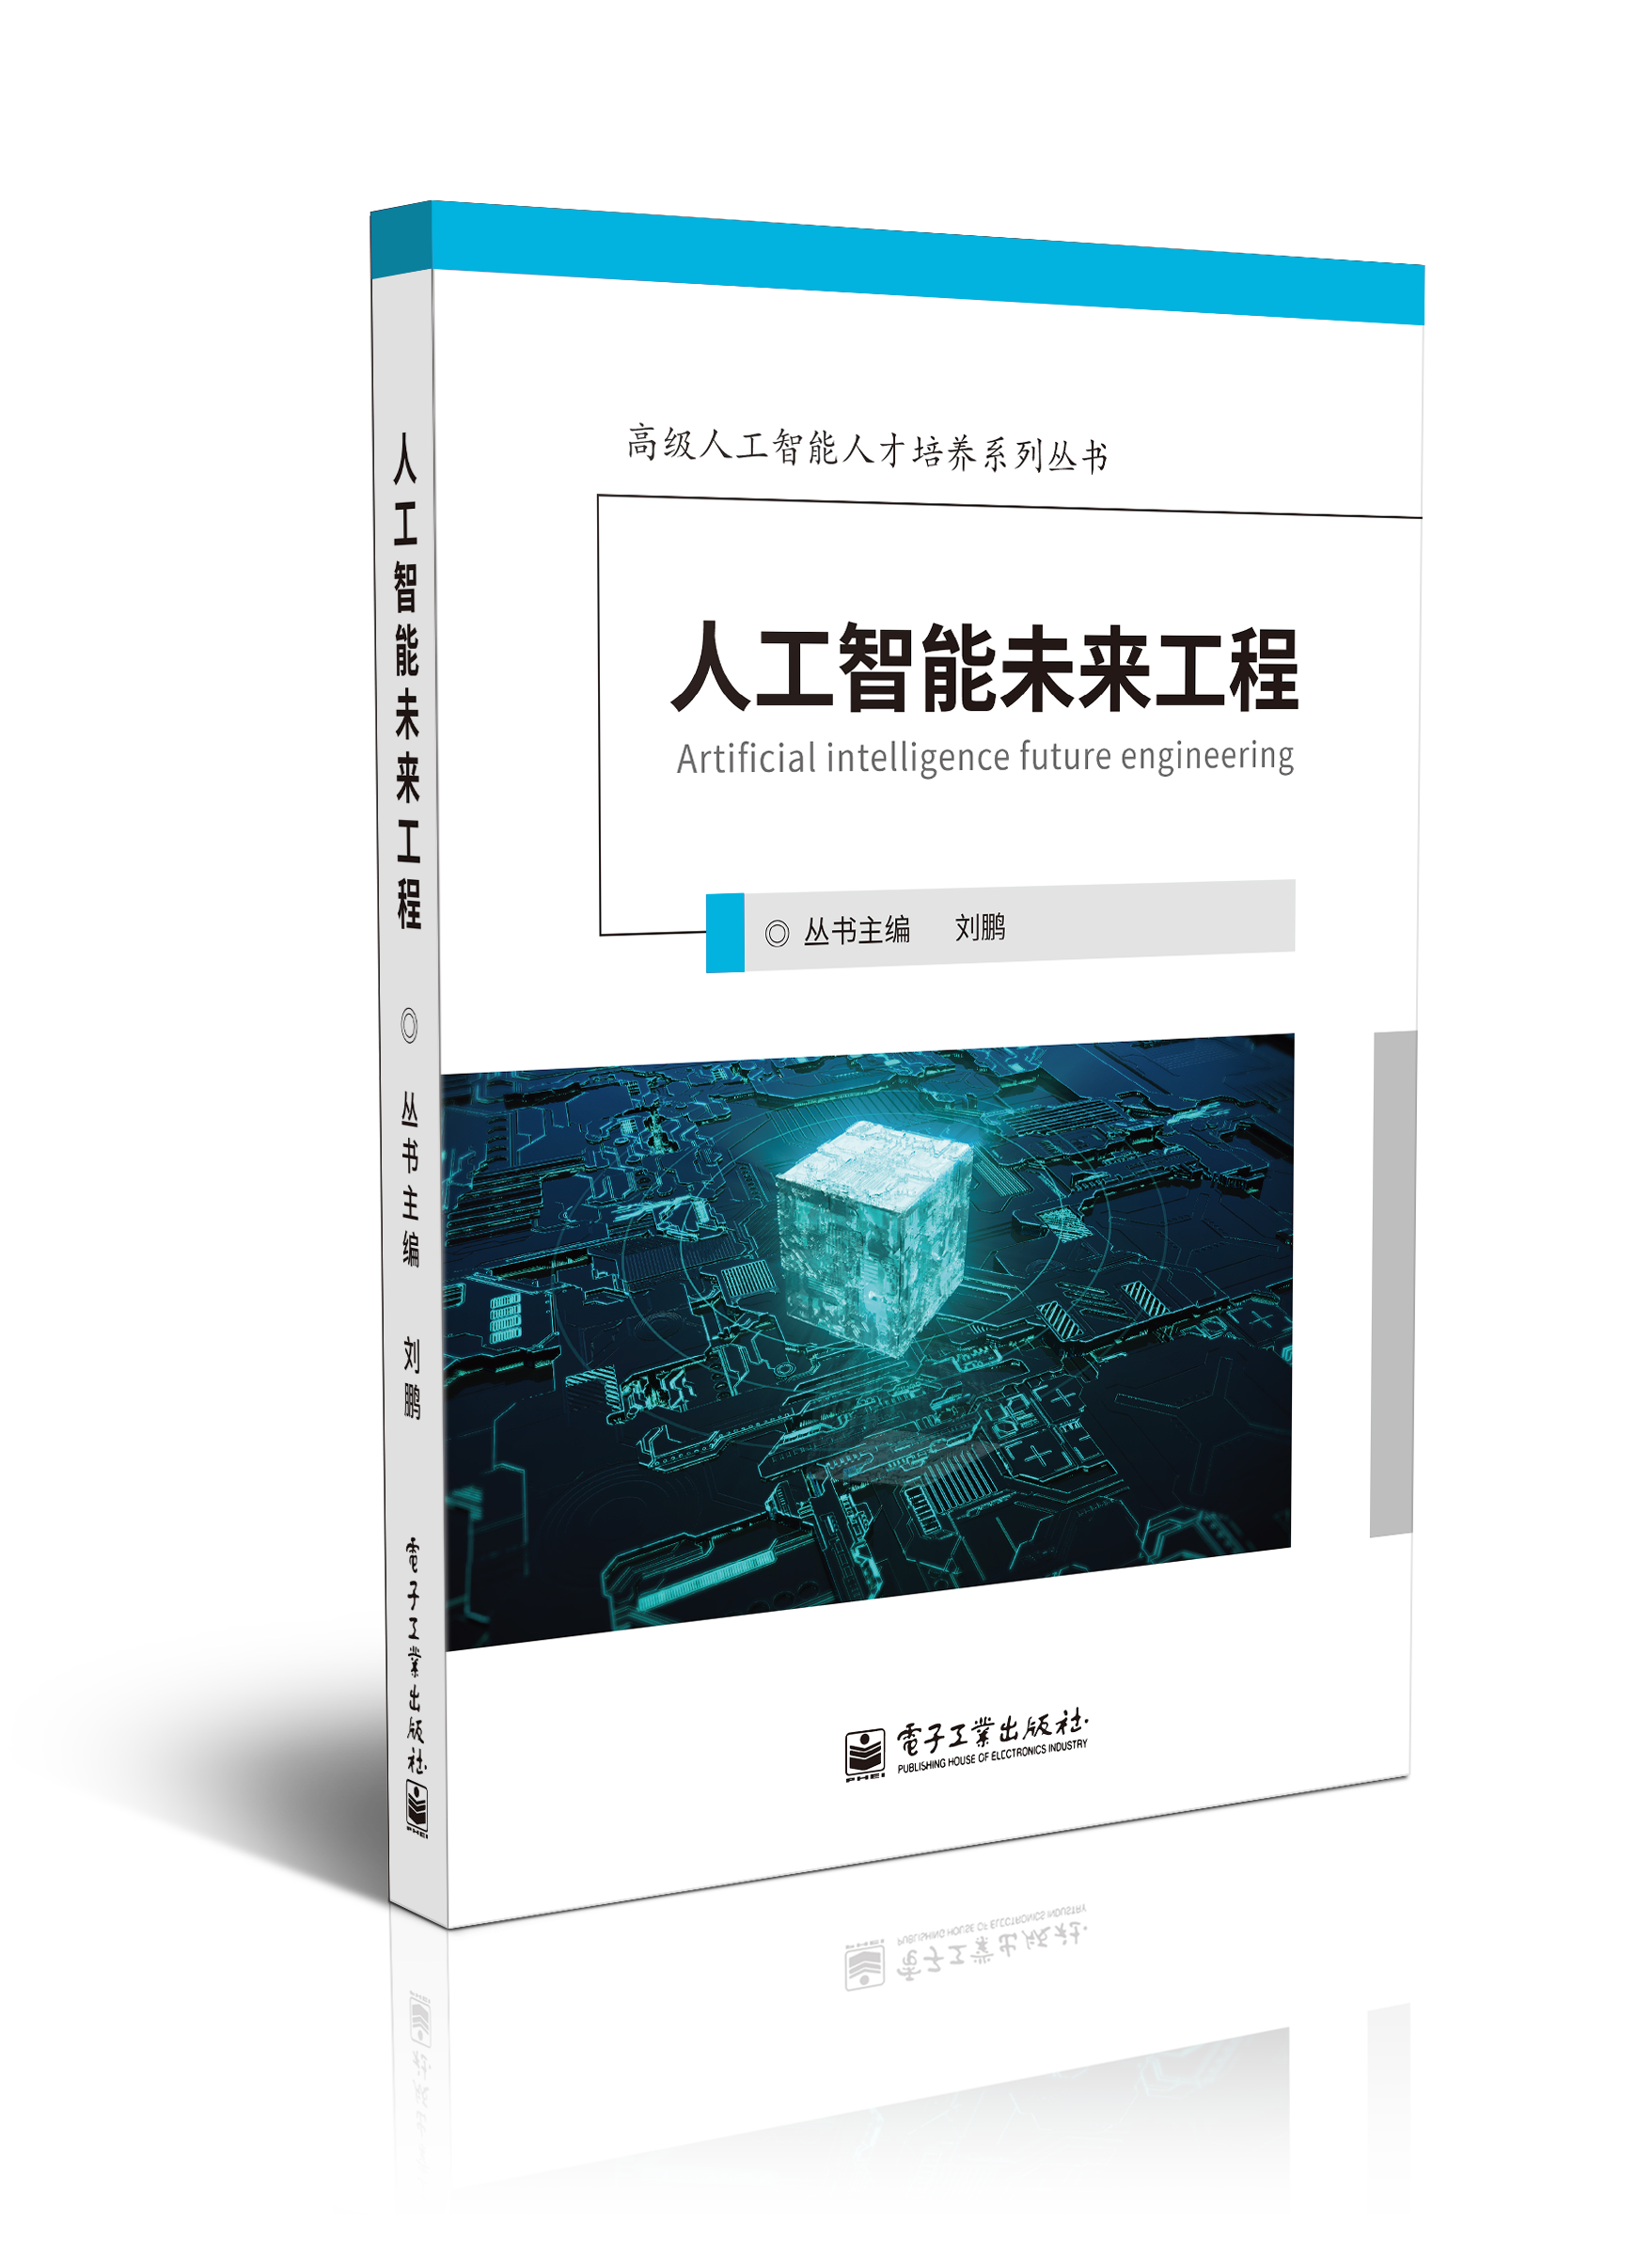 高级人工智能人才培养系列丛书
人工智能未来工程
Artificial intelligence future engineering
◎ 丛书主编 刘鹏
電子工業出版社
PUBLISHING HOUSE OF ELECTRONICS INDUSTRY
PHEI
人工智能未来工程 ◎ 丛书主编 刘鹏 電子工業出版社
PHEI